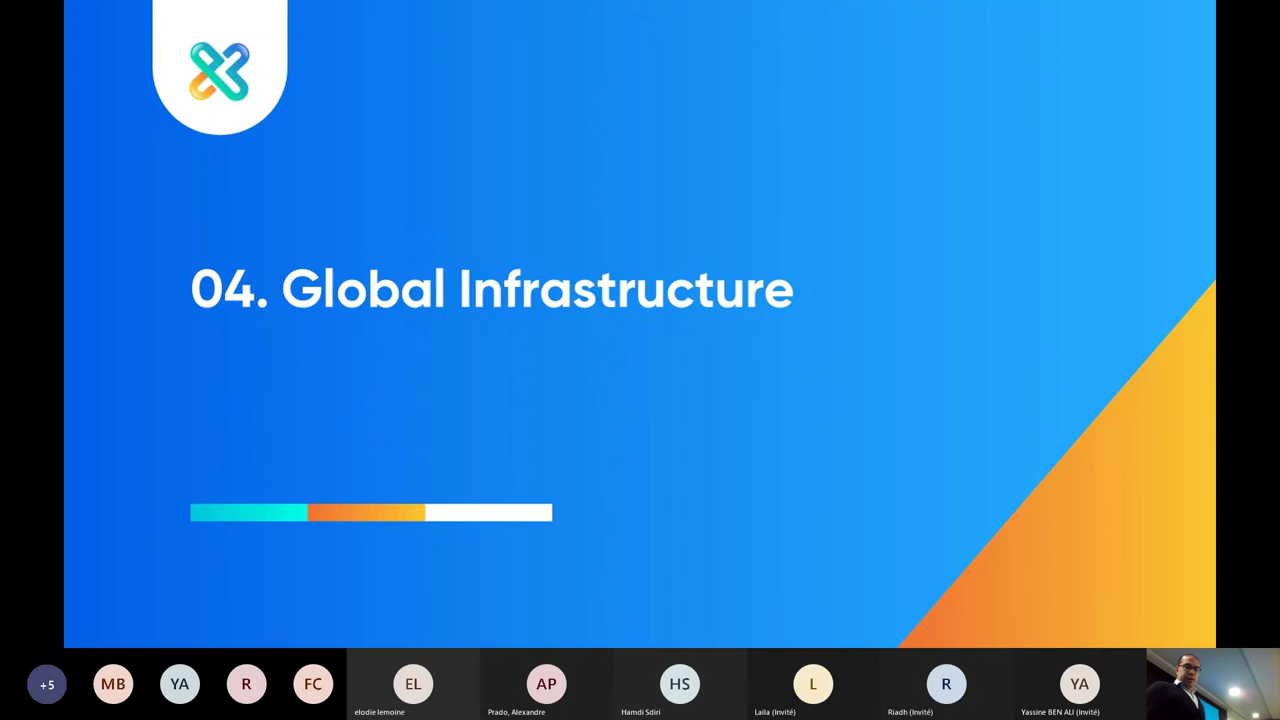 04. Global Infrastructure
+5
MB
YA
R
FC
EL
AP
HS
L
R
YA
elodie lemoine
Prado, Alexandre
Hamdi Sdiri
Laila (Invité)
Riadh (Invité)
Yassine BEN ALI (Invité)